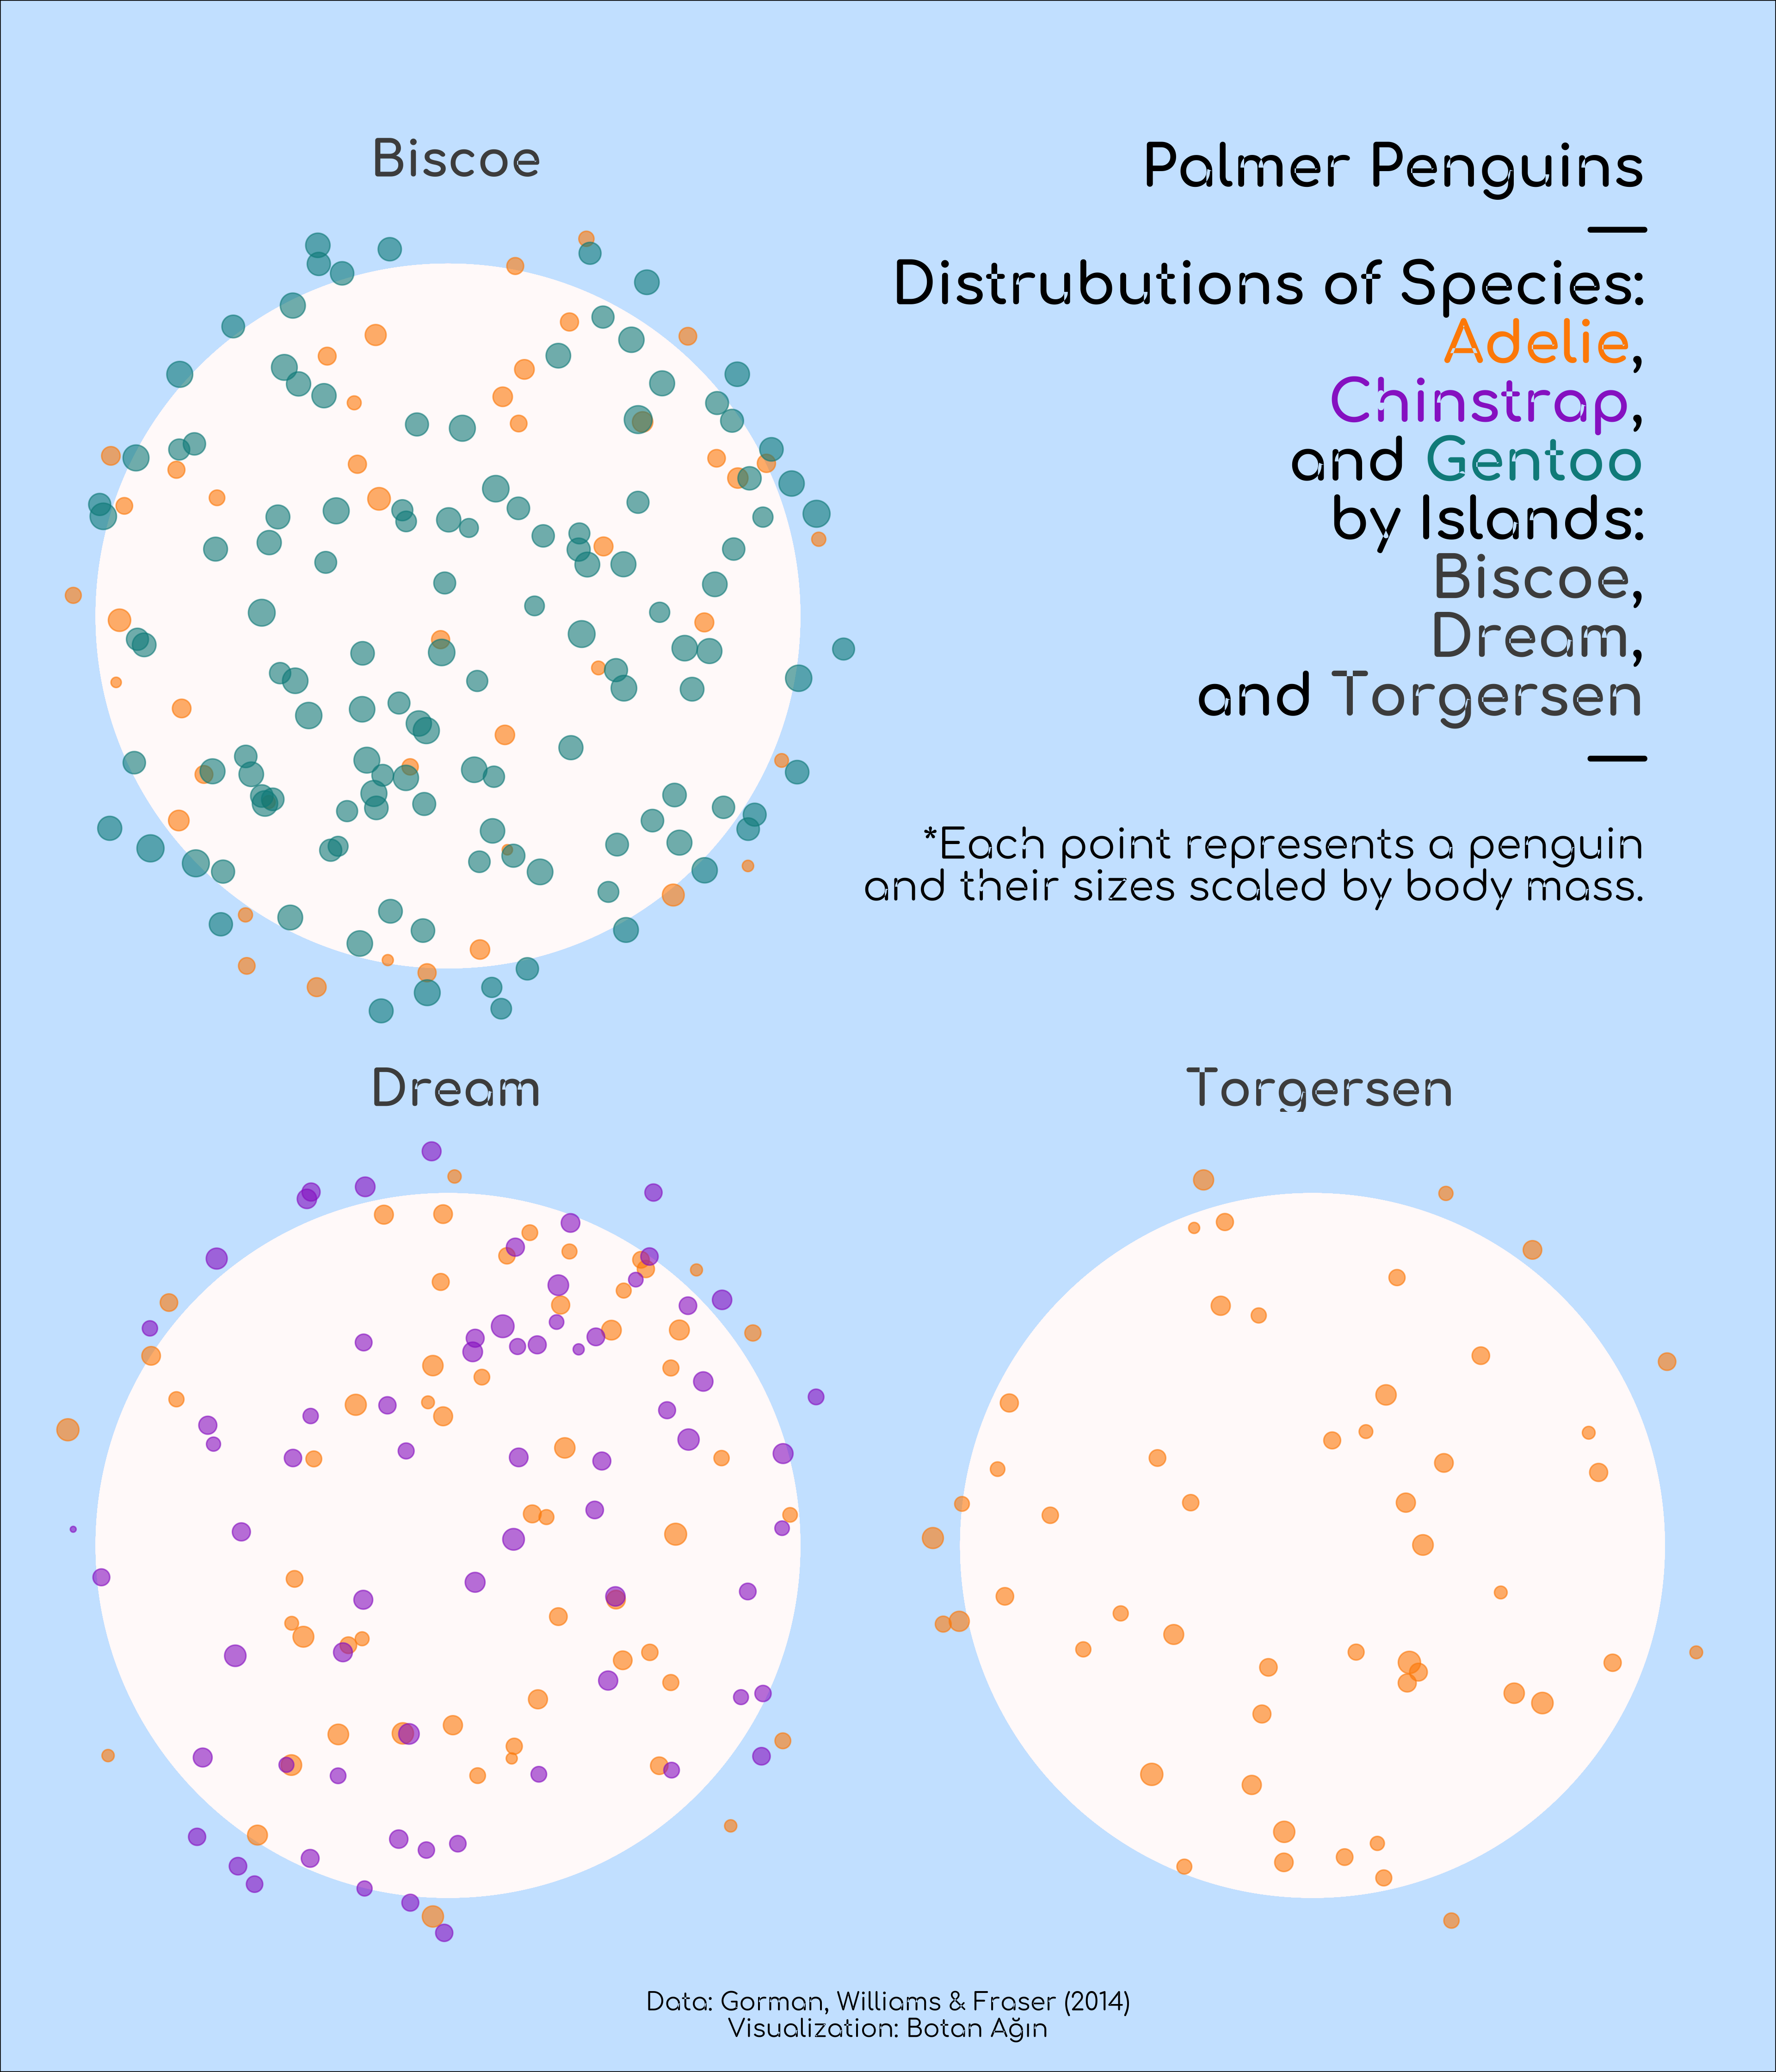 Biscoe
Palmer Penguins
Distrubutions of Species:
Adelie,
Chinstrap,
and Gentoo
by Islands:
Biscoe,
Dream,
and Torgersen
*Each point represents a penguin
and their sizes scaled by body mass.
Dream
Torgersen
Data: Gorman, Williams & Fraser (2014)
Visualization: Botan Ağın